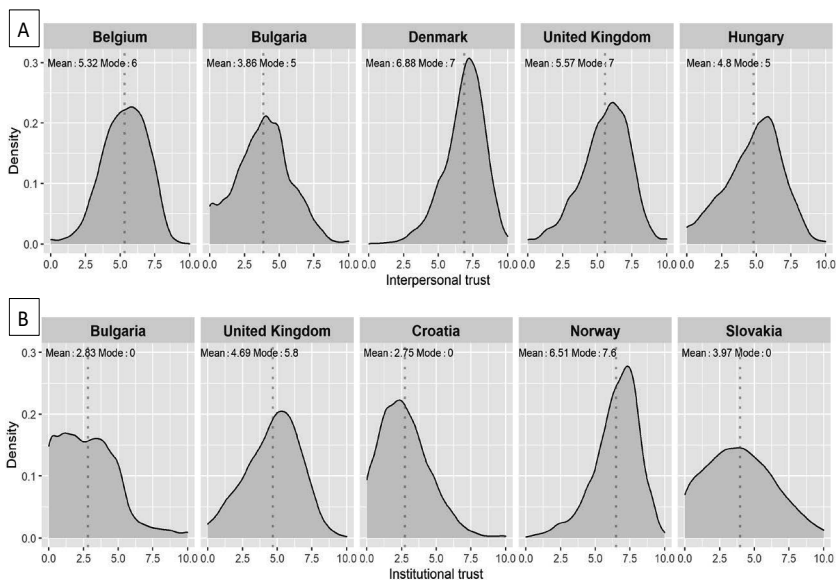 A
Belgium Bulgaria Denmark United Kingdom Hungary
Mean : 5.32 Mode : 6 Mean : 3.86 Mode : 5 Mean : 6.88 Mode : 7 Mean : 5.57 Mode : 7 Mean : 4.8 Mode : 5
0.3
0.2
0.1
0.0
Density
0.0 2.5 5.0 7.5 10.0 0.0 2.5 5.0 7.5 10.0 0.0 2.5 5.0 7.5 10.0 0.0 2.5 5.0 7.5 10.0 0.0 2.5 5.0 7.5 10.0
Interpersonal trust
B
Bulgaria United Kingdom Croatia Norway Slovakia
Mean : 2.83 Mode : 0 Mean : 4.69 Mode : 5.8 Mean : 2.75 Mode : 0 Mean : 6.51 Mode : 7.6 Mean : 3.97 Mode : 0
0.3
0.2
0.1
0.0
Density
0.0 2.5 5.0 7.5 10.0 0.0 2.5 5.0 7.5 10.0 0.0 2.5 5.0 7.5 10.0 0.0 2.5 5.0 7.5 10.0 0.0 2.5 5.0 7.5 10.0
Institutional trust